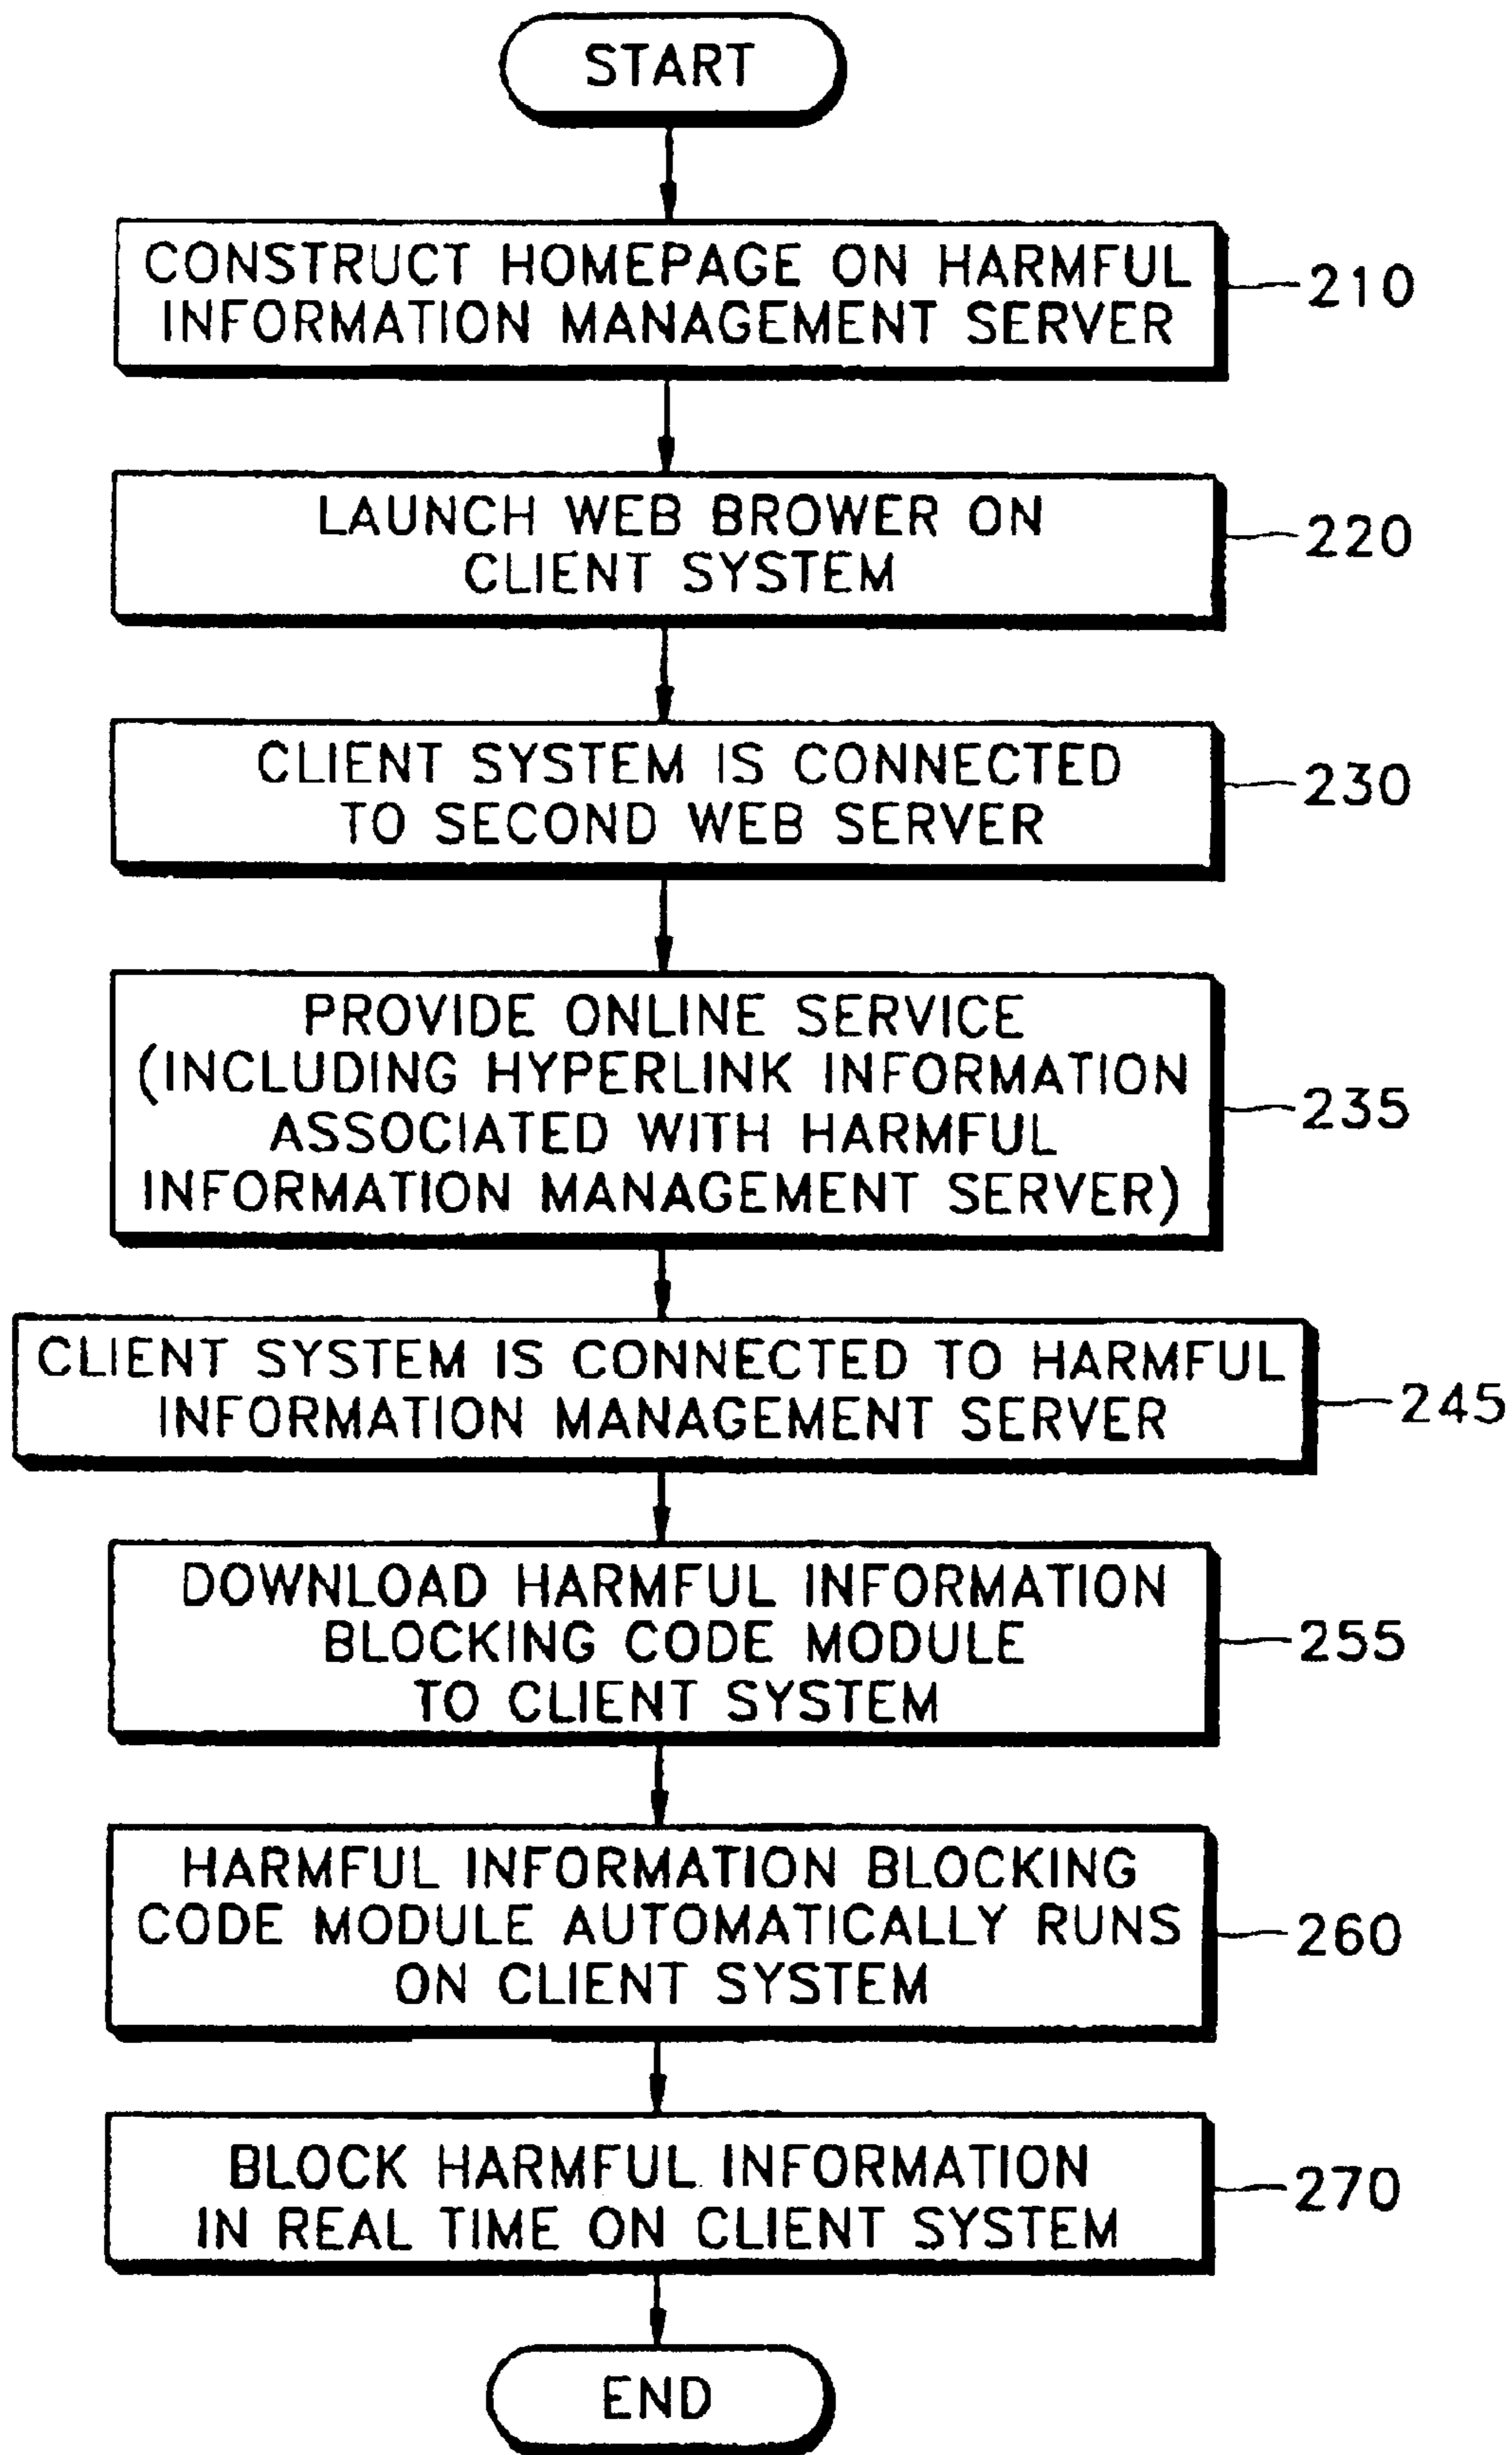 START
CONSTRUCT HOMEPAGE ON HARMFUL
INFORMATION MANAGEMENT SERVER
210
LAUNCH WEB BROWER ON
CLIENT SYSTEM
220
CLIENT SYSTEM IS CONNECTED
TO SECOND WEB SERVER
230
PROVIDE ONLINE SERVICE
(INCLUDING HYPERLINK INFORMATION
ASSOCIATED WITH HARMFUL
INFORMATION MANAGEMENT SERVER)
235
CLIENT SYSTEM IS CONNECTED TO HARMFUL
INFORMATION MANAGEMENT SERVER
245
DOWNLOAD HARMFUL INFORMATION
BLOCKING CODE MODULE
TO CLIENT SYSTEM
255
HARMFUL INFORMATION BLOCKING
CODE MODULE AUTOMATICALLY RUNS
ON CLIENT SYSTEM
260
BLOCK HARMFUL INFORMATION
IN REAL TIME ON CLIENT SYSTEM
270
END